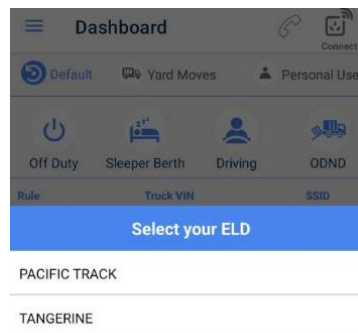 Dashboard
Connect
Default Yard Moves Personal Use
Off Duty Sleeper Berth Driving ODND
Rule Truck VIN SSID
Select your ELD
PACIFIC TRACK
TANGERINE